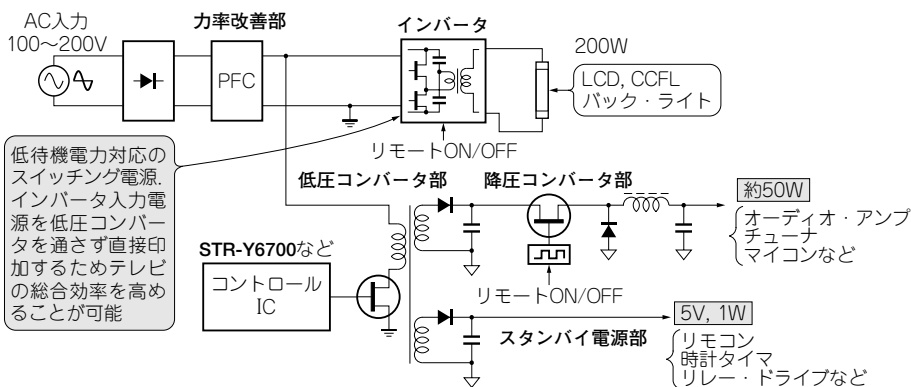 AC入力
100～200V
力率改善部
インバータ
PFC
200W
LCD, CCFL
バック・ライト
リモートON/OFF
低待機電力対応の
スイッチング電源.
インバータ入力電
源を低圧コンバー
タを通さず直接印
加するためテレビ
の総合効率を高め
ることが可能
低圧コンバータ部
降圧コンバータ部
約50W
オーディオ・アンプ
チューナ
マイコンなど
STR-Y6700など
コントロール
IC
リモートON/OFF
スタンバイ電源部
5V, 1W
リモコン
時計タイマ
リレー・ドライブなど